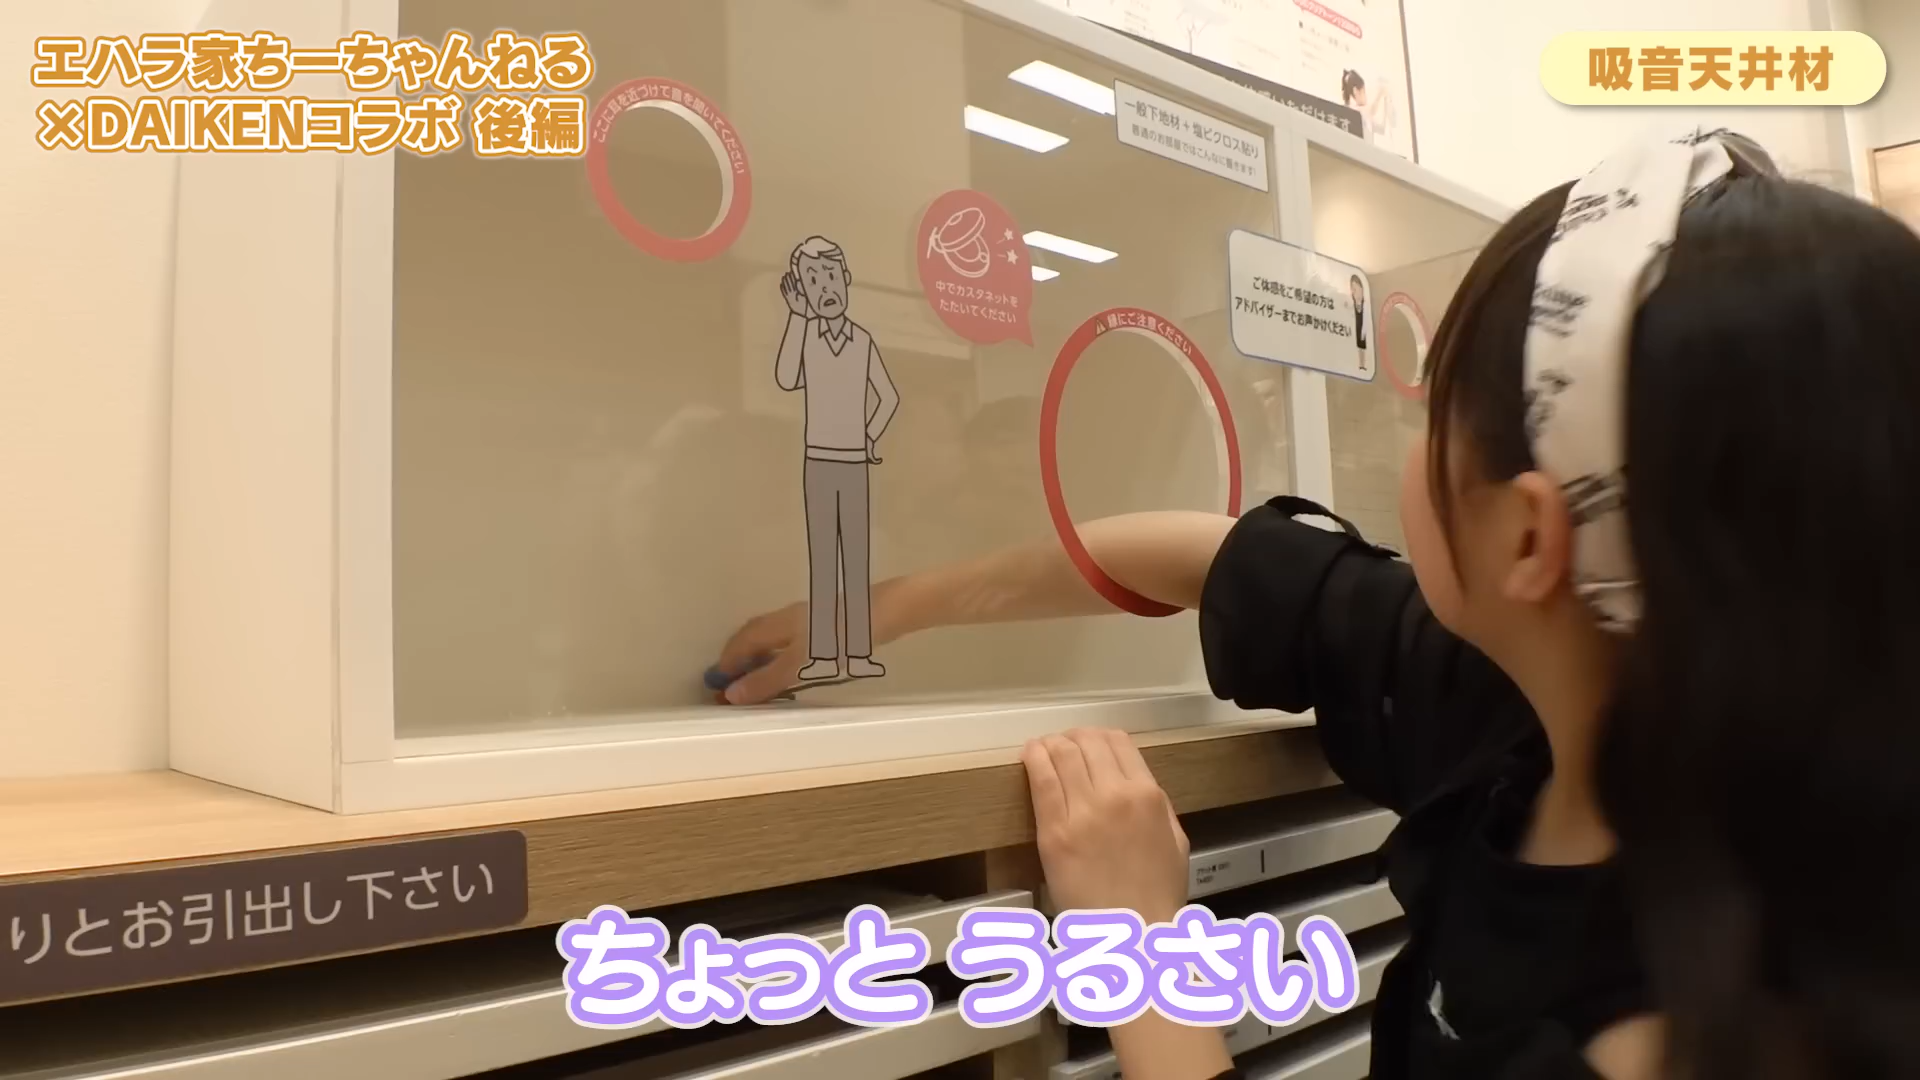 エハラ家ちーちゃんねる
×DAIKENコラボ 後編
吸音天井材
ここに耳を近づけて音を聞いてください
一般下地材 + 塩ビクロス貼り
普通のお部屋ではこんなに響きます!
中でカスタネットを
たたいてください
縁にご注意ください
ご体感をご希望の方は
アドバイザーまでお声かけください
りとお引出し下さい
ちょっと うるさい